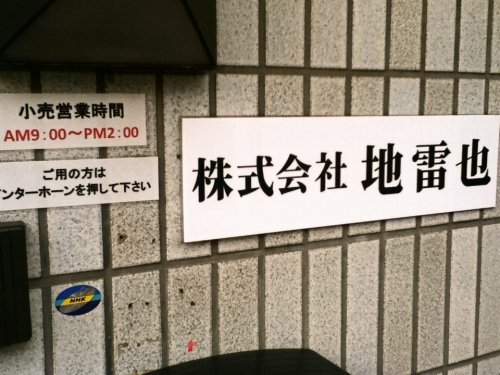 小売営業時間
AM9:00～PM2:00
ご用の方は
インターホーンを押して下さい
株式会社 地雷也
NHK